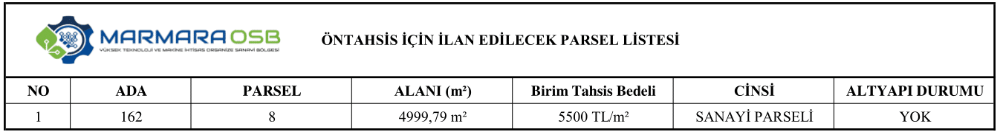 MARMARA OSB
YÜKSEK TEKNOLOJİ VE MAKİNE İHTİSAS ORGANİZE SANAYİ BÖLGESİ
ÖNTAHSİS İÇİN İLAN EDİLECEK PARSEL LİSTESİ
NO ADA PARSEL ALANI (m²) Birim Tahsis Bedeli CİNSİ ALTYAPI DURUMU
1 162 8 4999,79 m² 5500 TL/m² SANAYİ PARSELİ YOK